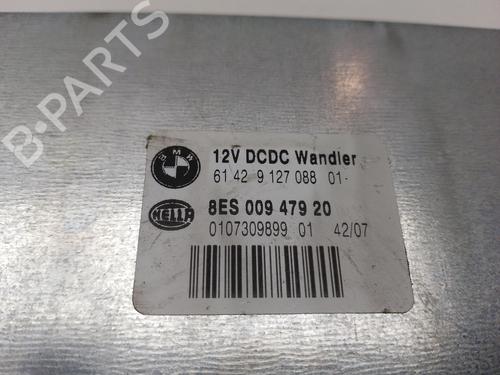 B-PARTS
BMW
12V DCDC Wandler
61 42 9 127 088 01-
HELLA
8ES 009 479 20
0107309899 01 42/07